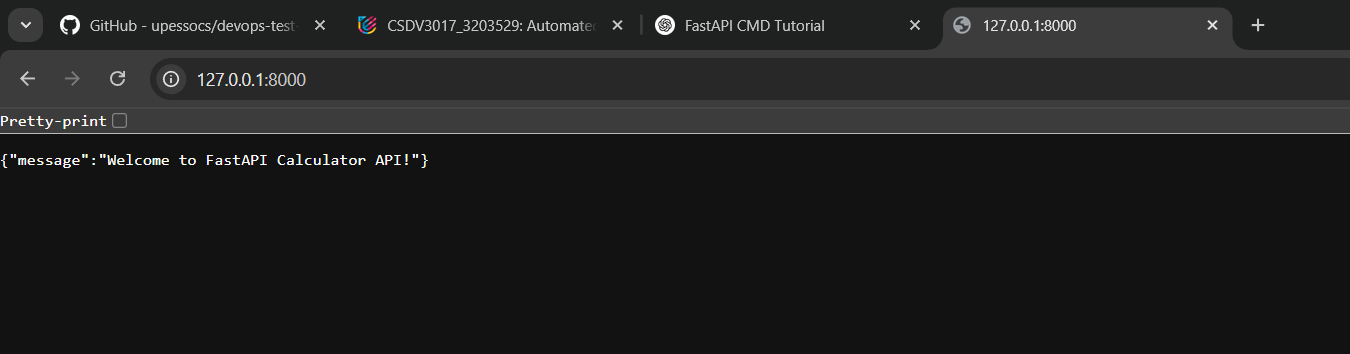 GitHub - upessocs/devops-test-
CSDV3017_3203529: Automated
FastAPI CMD Tutorial
127.0.0.1:8000
127.0.0.1:8000
Pretty-print
{"message":"Welcome to FastAPI Calculator API!"}